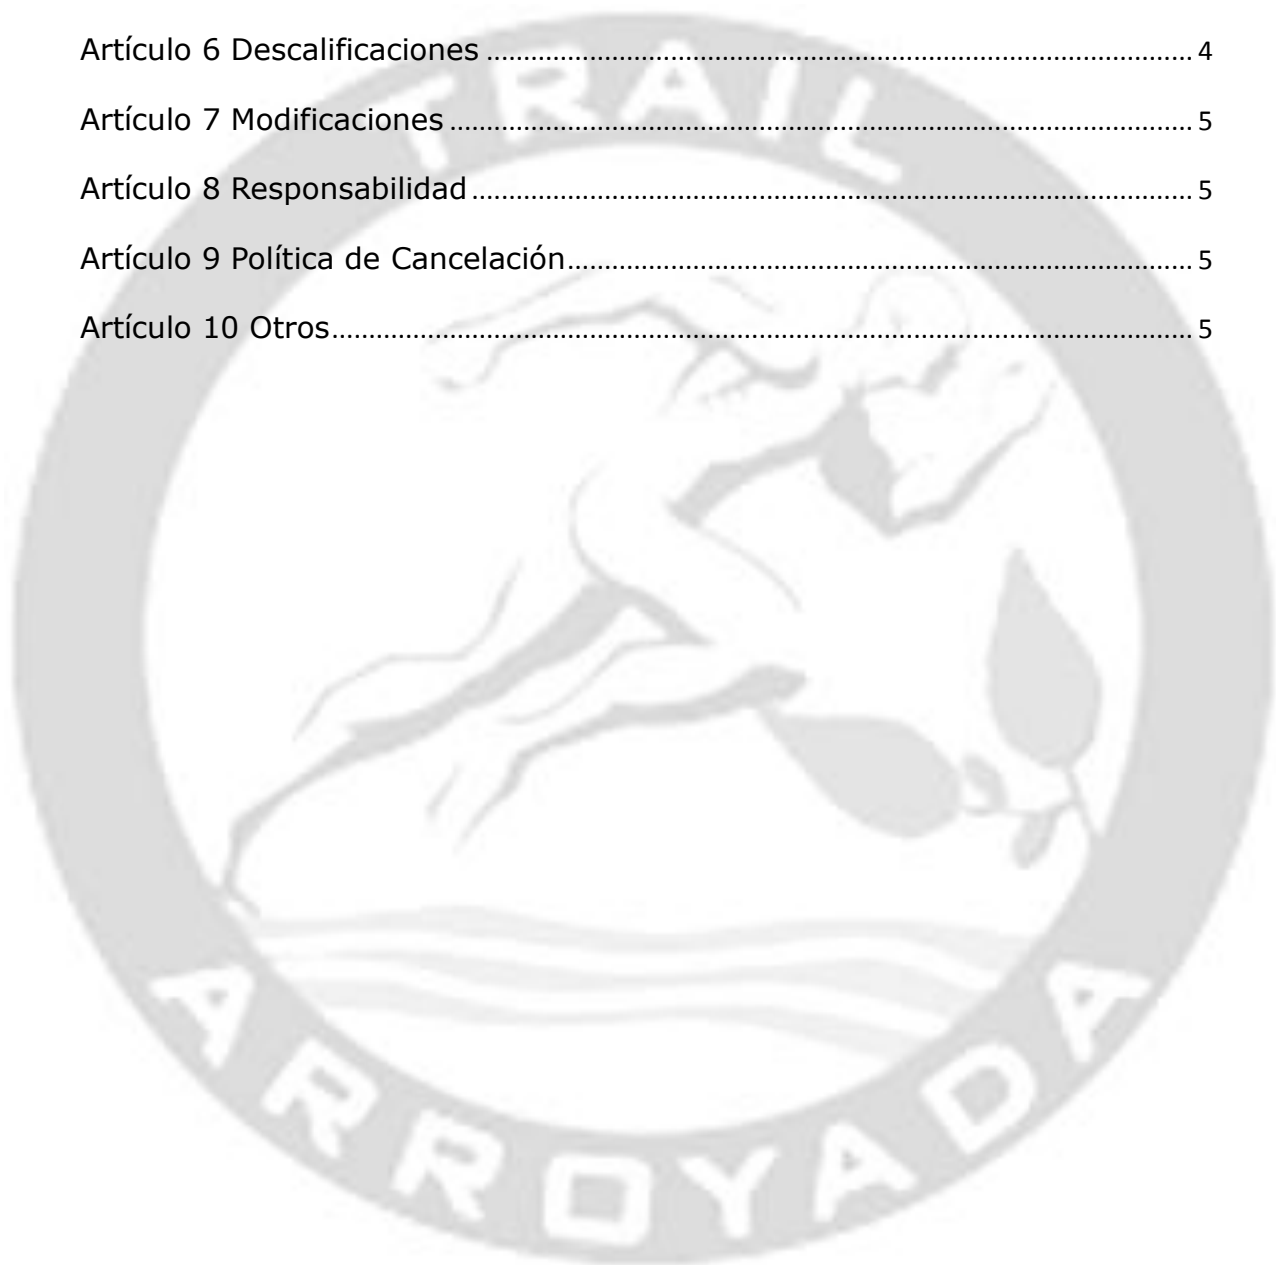 TRAIL
Artículo 6 Descalificaciones ................................................................................................ 4
Artículo 7 Modificaciones ..................................................................................................... 5
Artículo 8 Responsabilidad .................................................................................................. 5
Artículo 9 Política de Cancelación..................................................................................... 5
Artículo 10 Otros..................................................................................................................... 5
ARROYADA